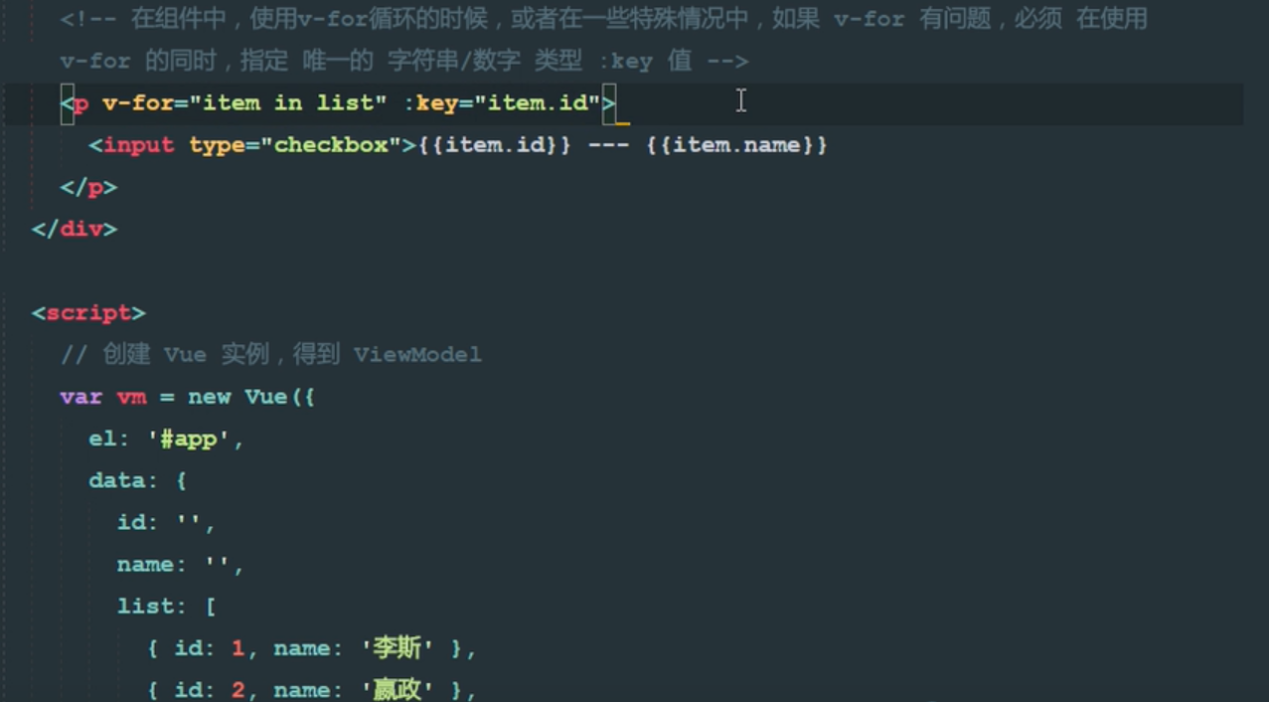 <!-- 在组件中，使用v-for循环的时候，或者在一些特殊情况中，如果 v-for 有问题，必须 在使用
v-for 的同时，指定 唯一的 字符串/数字 类型 :key 值 -->
<p v-for="item in list" :key="item.id">
<input type="checkbox">{{item.id}} --- {{item.name}}
</p>
</div>
<script>
// 创建 Vue 实例，得到 ViewModel
var vm = new Vue({
el: '#app',
data: {
id: '',
name: '',
list: [
{ id: 1, name: '李斯' },
{ id: 2, name: '嬴政' },